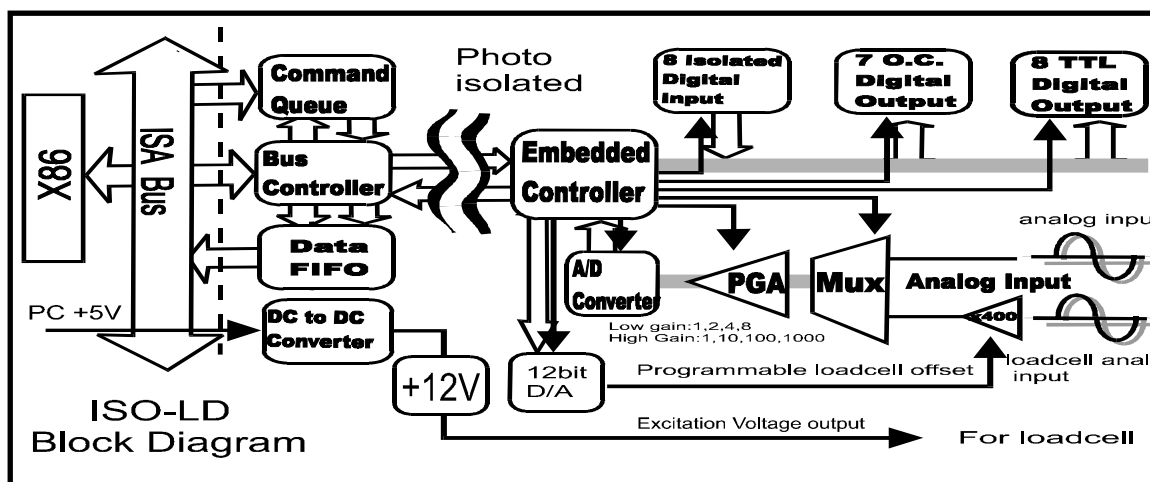 Photo
isolated
Command
Queue
8 Isolated
Digital
Input
7 O.C.
Digital
Output
8 TTL
Digital
Output
X86
ISA Bus
Bus
Controller
Embedded
Controller
Data
FIFO
A/D
Converter
PGA
Mux
analog inpu
Analog Input
x400
Low gain:1,2,4,8
High Gain:1,10,100,1000
PC +5V
DC to DC
Converter
+12V
12bit
D/A
Programmable loadcell offset
loadcell anal
input
ISO-LD
Block Diagram
Excitation Voltage output
For loadcell